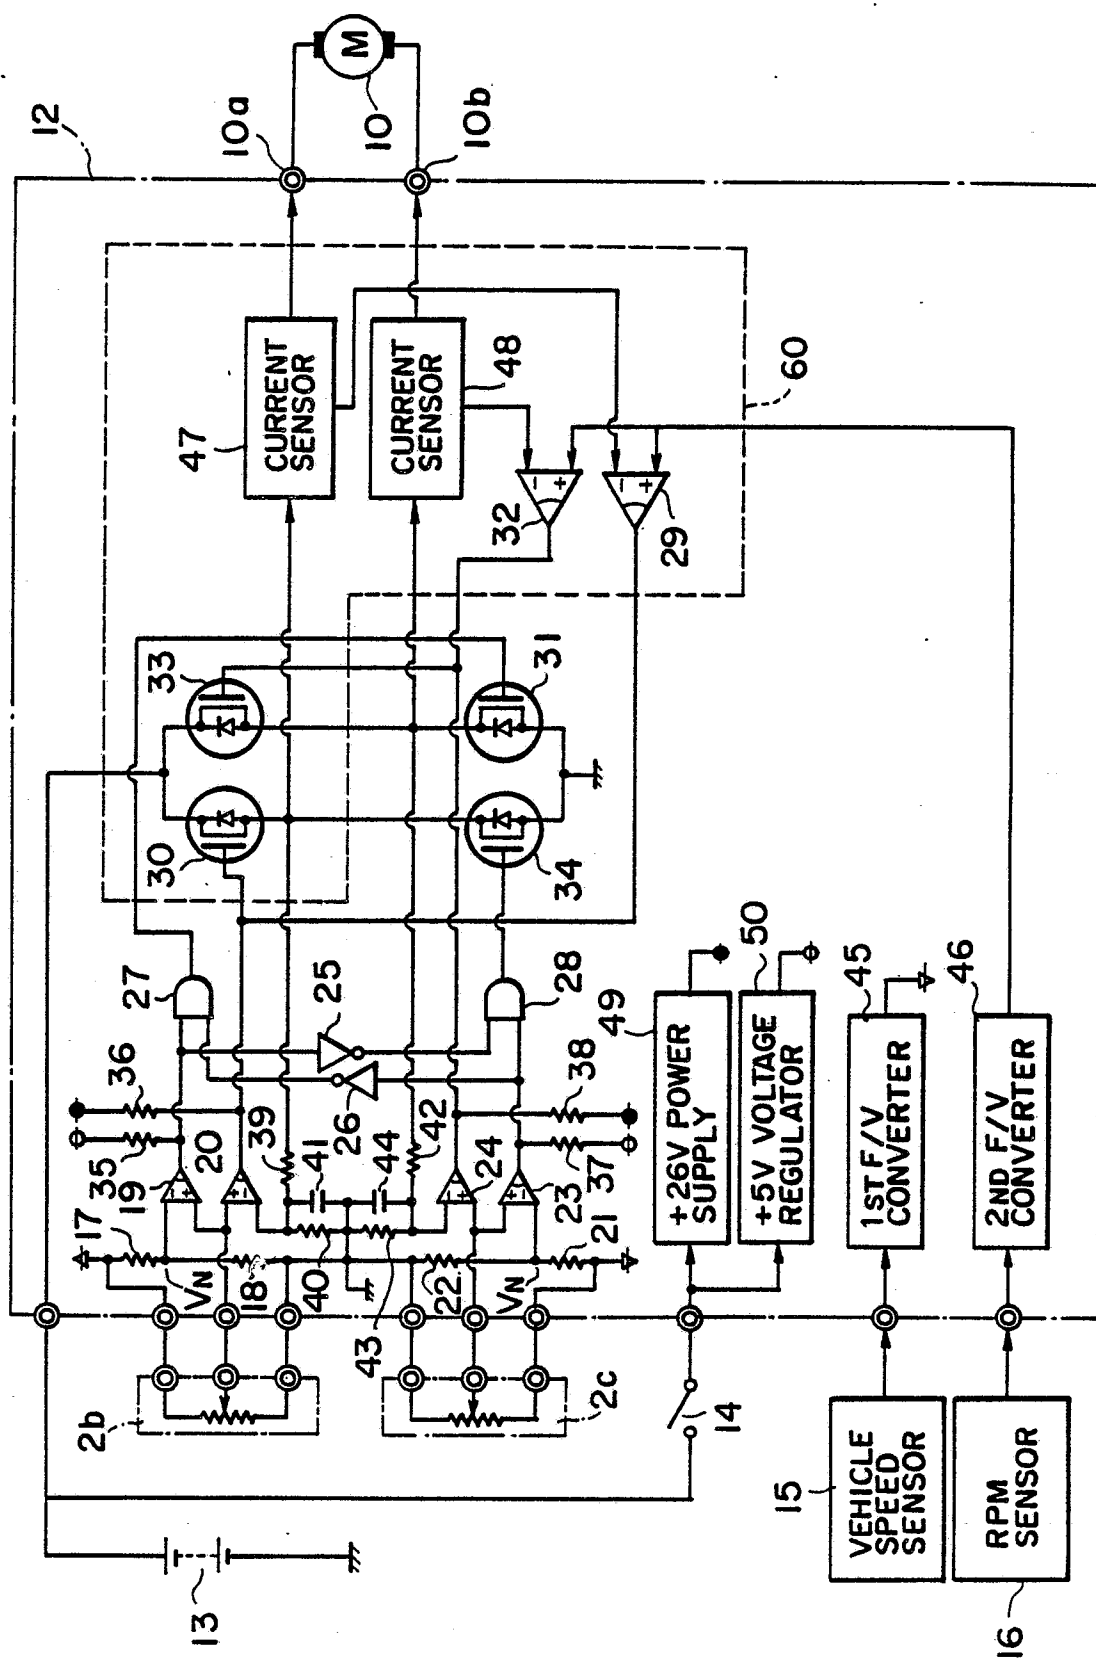 12
10a
10b
10
M
47
CURRENT
SENSOR
CURRENT
SENSOR
48
60
32
29
-
+
-
+
33
31
30
34
27
25
28
26
36
35
19
20
39
41
44
42
38
37
24
23
17
18
40
43
22
21
VN
VN
2b
2c
49
+26V POWER
SUPPLY
50
+5V VOLTAGE
REGULATOR
45
1ST F/V
CONVERTER
46
2ND F/V
CONVERTER
14
13
15
VEHICLE
SPEED
SENSOR
16
RPM
SENSOR